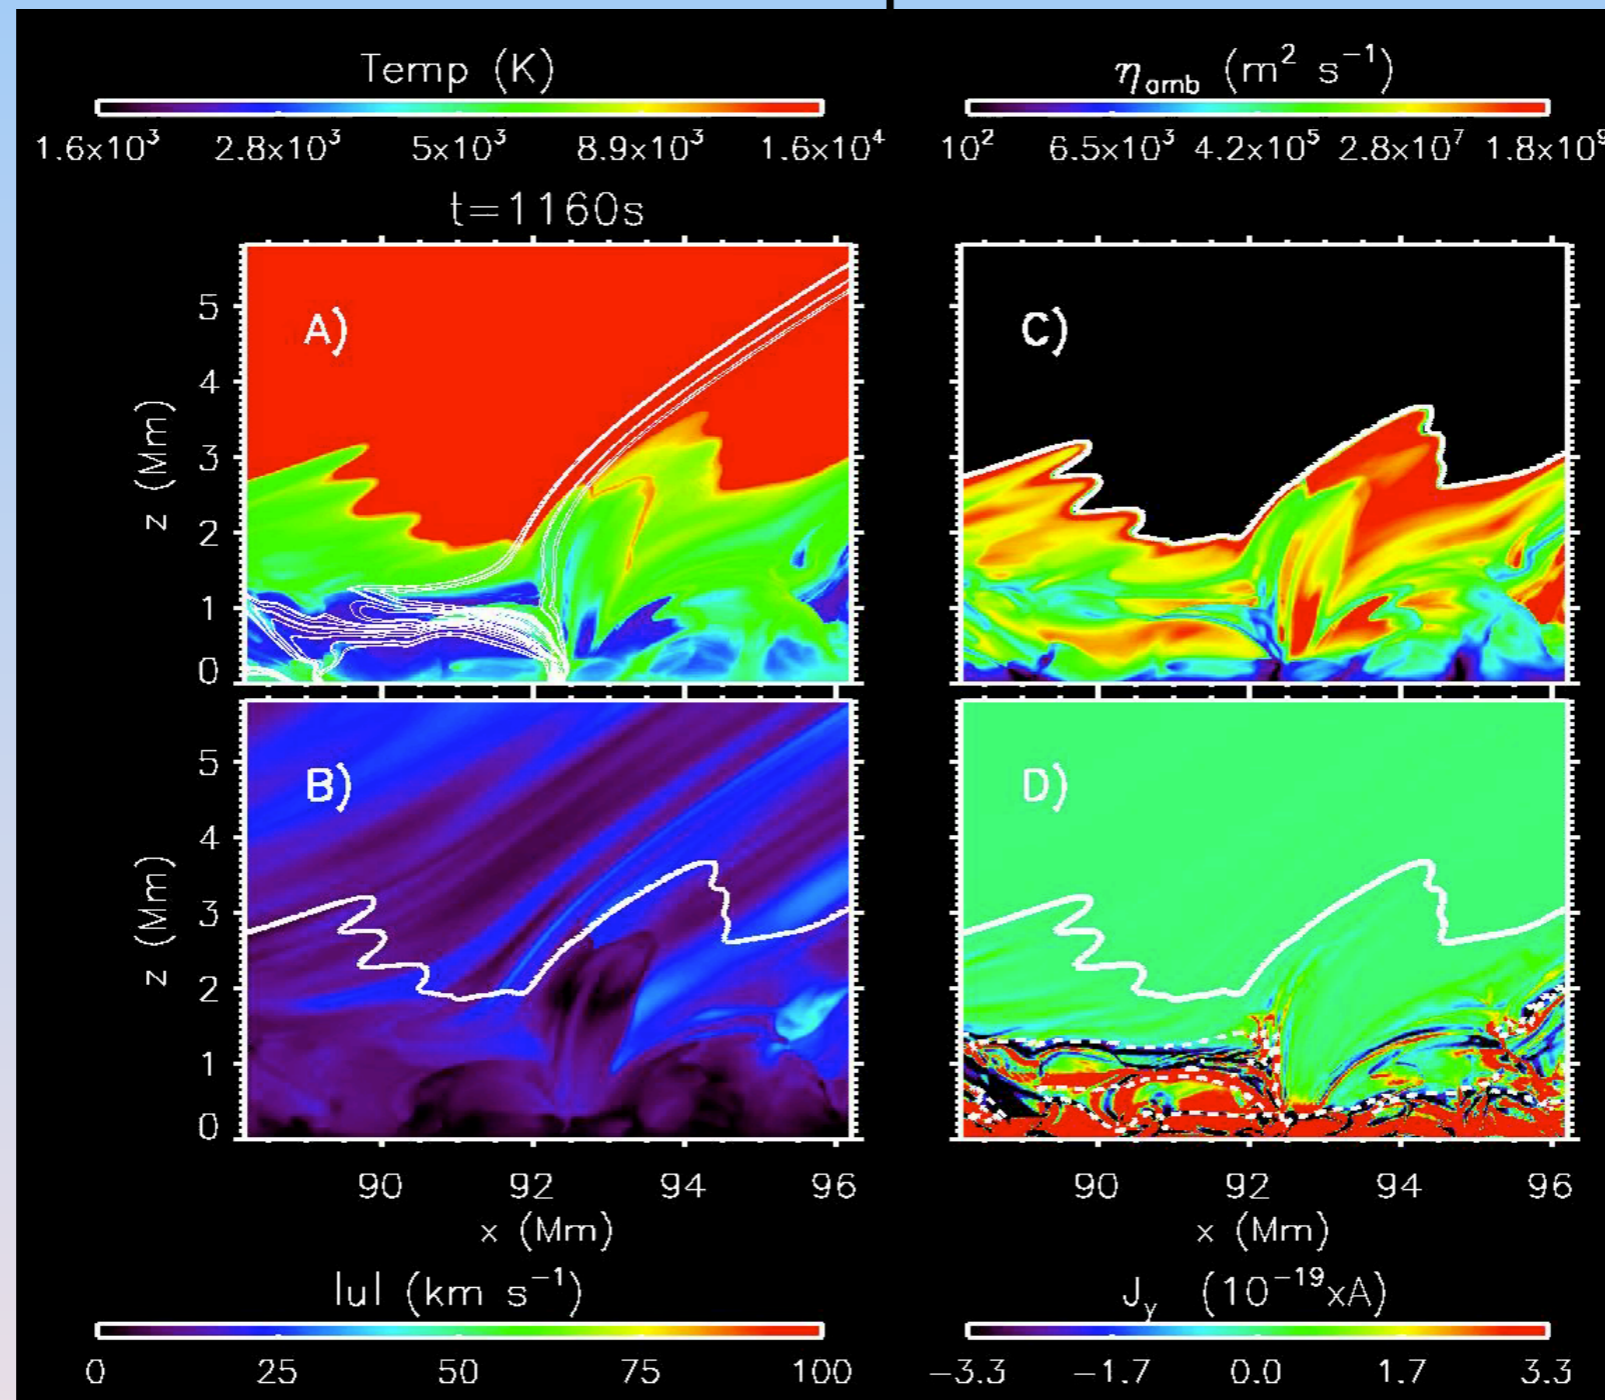 Temp (K)
1.6x10³ 2.8x10³ 5x10³ 8.9x10³ 1.6x10⁴
η_amb (m² s⁻¹)
10² 6.5x10³ 4.2x10⁵ 2.8x10⁷ 1.8x10⁹
t=1160s
A)
5
4
3
2
1
0
z (Mm)
C)
B)
5
4
3
2
1
0
z (Mm)
D)
90 92 94 96
x (Mm)
90 92 94 96
x (Mm)
|u| (km s⁻¹)
0 25 50 75 100
J_y (10⁻¹⁹xA)
−3.3 −1.7 0.0 1.7 3.3